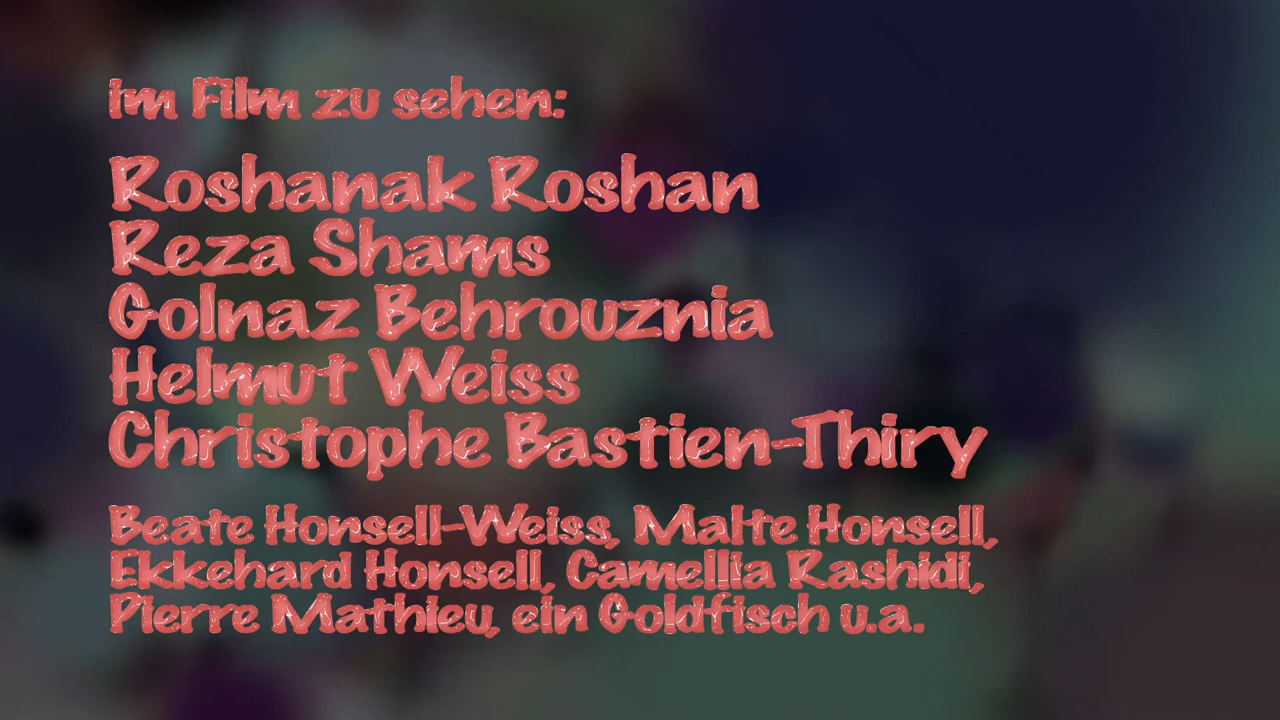 im Film zu sehen:
Roshanak Roshan
Reza Shams
Golnaz Behrouznia
Helmut Weiss
Christophe Bastien-Thiry
Beate Honsell-Weiss, Malte Honsell,
Ekkehard Honsell, Camellia Rashidi,
Pierre Mathieu, ein Goldfisch u.a.